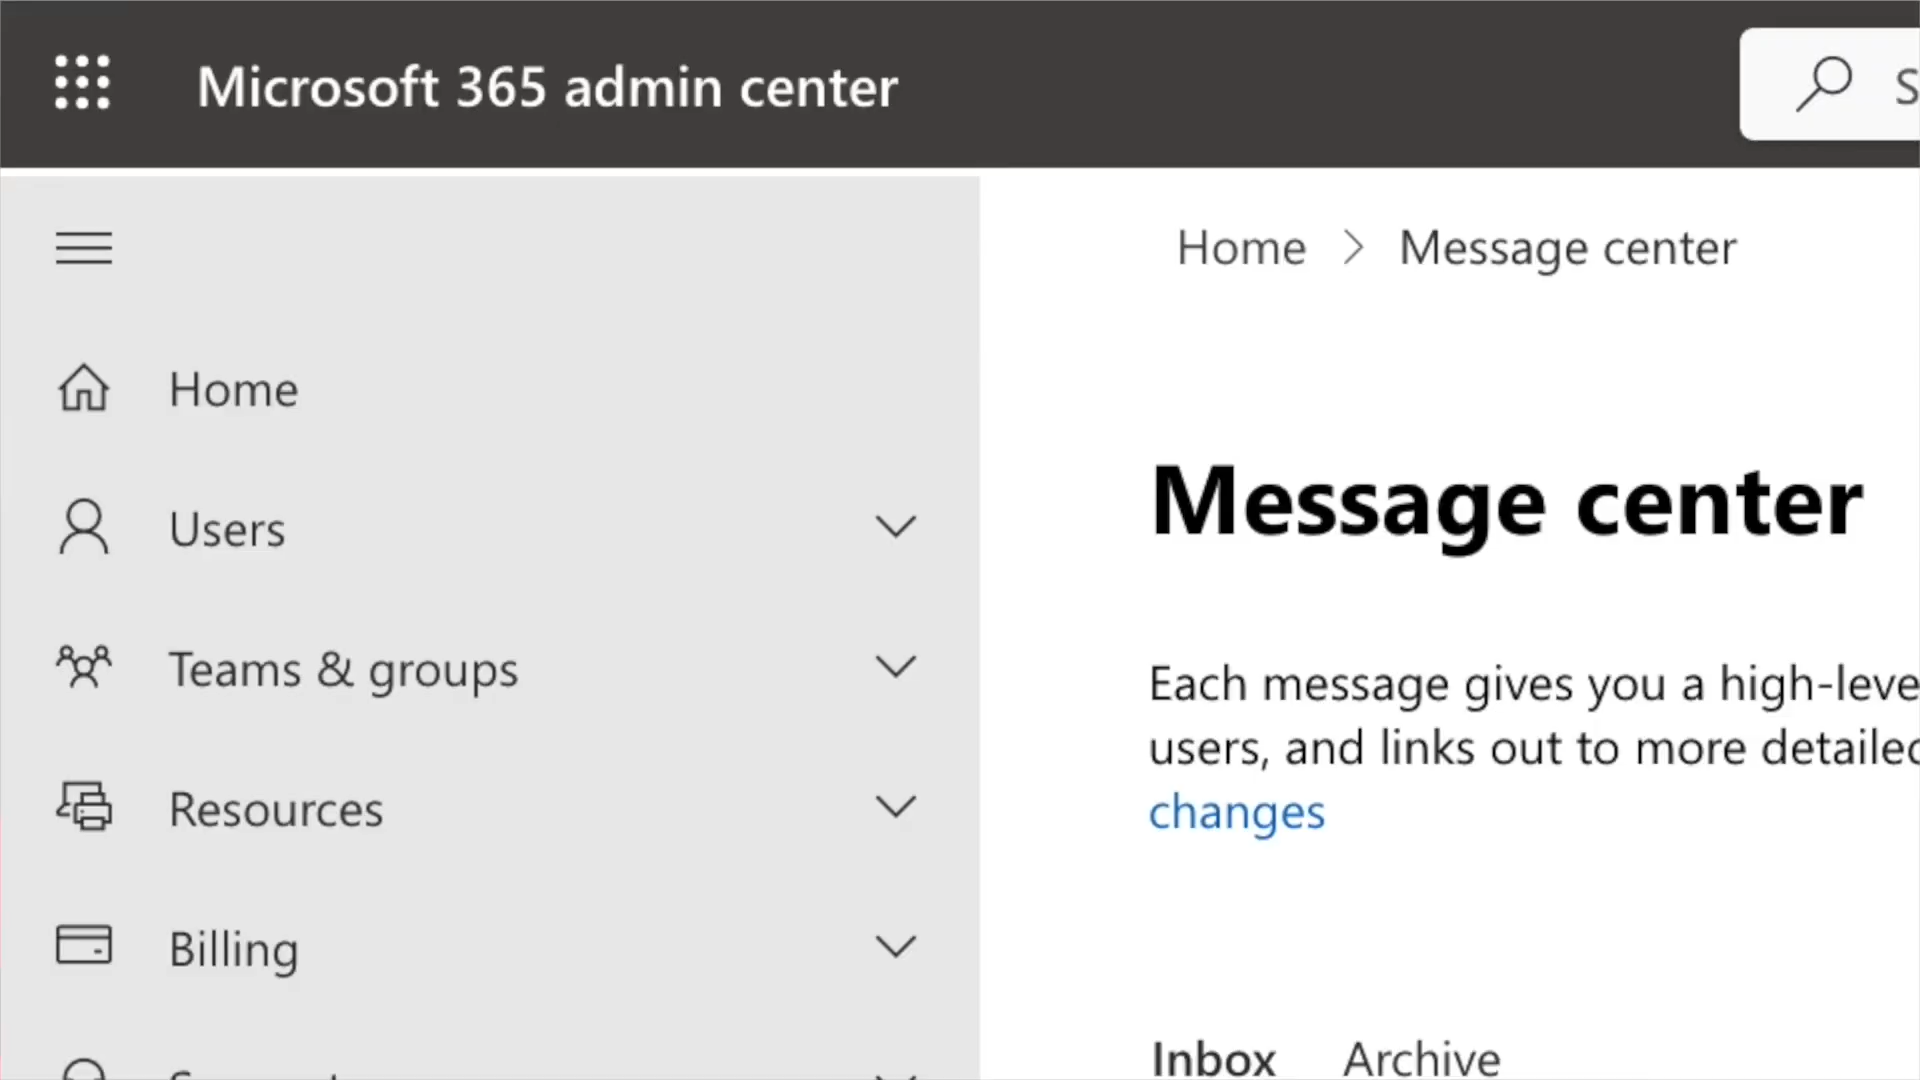 Microsoft 365 admin center
Home > Message center
Home
Users
Teams & groups
Resources
Billing
Message center
Each message gives you a high-leve
users, and links out to more detailed
changes
Inbox
Archive